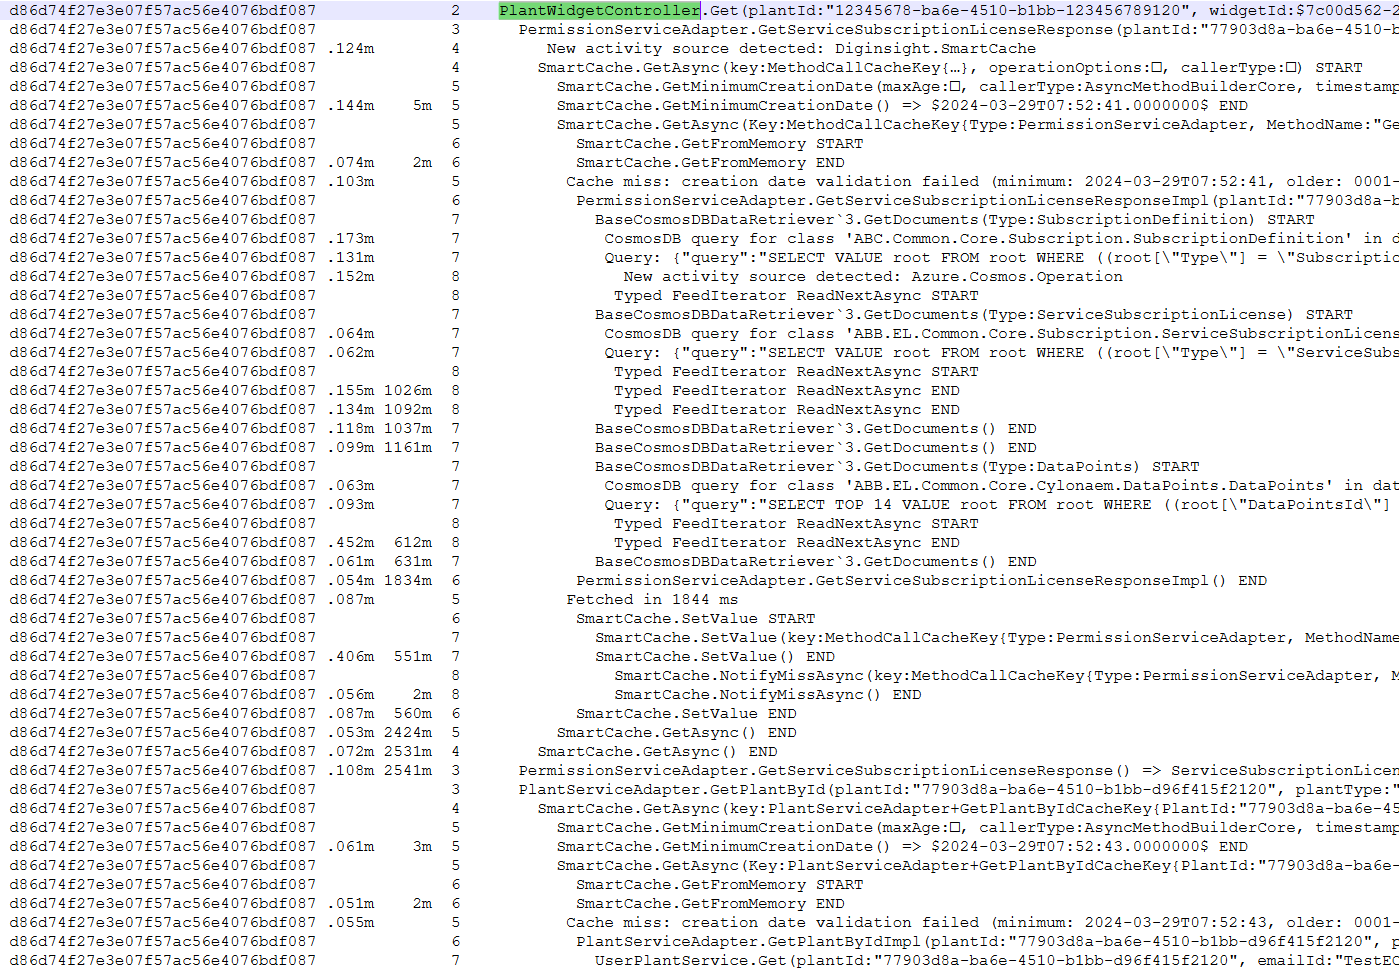 d86d74f27e3e07f57ac56e4076bdf087 2 PlantWidgetController.Get(plantId:"12345678-ba6e-4510-b1bb-123456789120", widgetId:$7c00d562-2
d86d74f27e3e07f57ac56e4076bdf087 3 PermissionServiceAdapter.GetServiceSubscriptionLicenseResponse(plantId:"77903d8a-ba6e-4510-b
d86d74f27e3e07f57ac56e4076bdf087 .124m 4 New activity source detected: Diginsight.SmartCache
d86d74f27e3e07f57ac56e4076bdf087 4 SmartCache.GetAsync(key:MethodCallCacheKey{…}, operationOptions:□, callerType:□) START
d86d74f27e3e07f57ac56e4076bdf087 5 SmartCache.GetMinimumCreationDate(maxAge:□, callerType:AsyncMethodBuilderCore, timestamp
d86d74f27e3e07f57ac56e4076bdf087 .144m 5m 5 SmartCache.GetMinimumCreationDate() => $2024-03-29T07:52:41.0000000$ END
d86d74f27e3e07f57ac56e4076bdf087 5 SmartCache.GetAsync(Key:MethodCallCacheKey{Type:PermissionServiceAdapter, MethodName:"Ge
d86d74f27e3e07f57ac56e4076bdf087 6 SmartCache.GetFromMemory START
d86d74f27e3e07f57ac56e4076bdf087 .074m 2m 6 SmartCache.GetFromMemory END
d86d74f27e3e07f57ac56e4076bdf087 .103m 5 Cache miss: creation date validation failed (minimum: 2024-03-29T07:52:41, older: 0001-
d86d74f27e3e07f57ac56e4076bdf087 6 PermissionServiceAdapter.GetServiceSubscriptionLicenseResponseImpl(plantId:"77903d8a-b
d86d74f27e3e07f57ac56e4076bdf087 7 BaseCosmosDBDataRetriever`3.GetDocuments(Type:SubscriptionDefinition) START
d86d74f27e3e07f57ac56e4076bdf087 .173m 7 CosmosDB query for class 'ABC.Common.Core.Subscription.SubscriptionDefinition' in d
d86d74f27e3e07f57ac56e4076bdf087 .131m 7 Query: {"query":"SELECT VALUE root FROM root WHERE ((root[\"Type\"] = \"Subscriptio
d86d74f27e3e07f57ac56e4076bdf087 .152m 8 New activity source detected: Azure.Cosmos.Operation
d86d74f27e3e07f57ac56e4076bdf087 8 Typed FeedIterator ReadNextAsync START
d86d74f27e3e07f57ac56e4076bdf087 7 BaseCosmosDBDataRetriever`3.GetDocuments(Type:ServiceSubscriptionLicense) START
d86d74f27e3e07f57ac56e4076bdf087 .064m 7 CosmosDB query for class 'ABB.EL.Common.Core.Subscription.ServiceSubscriptionLicens
d86d74f27e3e07f57ac56e4076bdf087 .062m 7 Query: {"query":"SELECT VALUE root FROM root WHERE ((root[\"Type\"] = \"ServiceSubs
d86d74f27e3e07f57ac56e4076bdf087 8 Typed FeedIterator ReadNextAsync START
d86d74f27e3e07f57ac56e4076bdf087 .155m 1026m 8 Typed FeedIterator ReadNextAsync END
d86d74f27e3e07f57ac56e4076bdf087 .134m 1092m 8 Typed FeedIterator ReadNextAsync END
d86d74f27e3e07f57ac56e4076bdf087 .118m 1037m 7 BaseCosmosDBDataRetriever`3.GetDocuments() END
d86d74f27e3e07f57ac56e4076bdf087 .099m 1161m 7 BaseCosmosDBDataRetriever`3.GetDocuments() END
d86d74f27e3e07f57ac56e4076bdf087 7 BaseCosmosDBDataRetriever`3.GetDocuments(Type:DataPoints) START
d86d74f27e3e07f57ac56e4076bdf087 .063m 7 CosmosDB query for class 'ABB.EL.Common.Core.Cylonaem.DataPoints.DataPoints' in dat
d86d74f27e3e07f57ac56e4076bdf087 .093m 7 Query: {"query":"SELECT TOP 14 VALUE root FROM root WHERE ((root[\"DataPointsId\"]
d86d74f27e3e07f57ac56e4076bdf087 8 Typed FeedIterator ReadNextAsync START
d86d74f27e3e07f57ac56e4076bdf087 .452m 612m 8 Typed FeedIterator ReadNextAsync END
d86d74f27e3e07f57ac56e4076bdf087 .061m 631m 7 BaseCosmosDBDataRetriever`3.GetDocuments() END
d86d74f27e3e07f57ac56e4076bdf087 .054m 1834m 6 PermissionServiceAdapter.GetServiceSubscriptionLicenseResponseImpl() END
d86d74f27e3e07f57ac56e4076bdf087 .087m 5 Fetched in 1844 ms
d86d74f27e3e07f57ac56e4076bdf087 6 SmartCache.SetValue START
d86d74f27e3e07f57ac56e4076bdf087 7 SmartCache.SetValue(key:MethodCallCacheKey{Type:PermissionServiceAdapter, MethodName
d86d74f27e3e07f57ac56e4076bdf087 .406m 551m 7 SmartCache.SetValue() END
d86d74f27e3e07f57ac56e4076bdf087 8 SmartCache.NotifyMissAsync(key:MethodCallCacheKey{Type:PermissionServiceAdapter, M
d86d74f27e3e07f57ac56e4076bdf087 .056m 2m 8 SmartCache.NotifyMissAsync() END
d86d74f27e3e07f57ac56e4076bdf087 .087m 560m 6 SmartCache.SetValue END
d86d74f27e3e07f57ac56e4076bdf087 .053m 2424m 5 SmartCache.GetAsync() END
d86d74f27e3e07f57ac56e4076bdf087 .072m 2531m 4 SmartCache.GetAsync() END
d86d74f27e3e07f57ac56e4076bdf087 .108m 2541m 3 PermissionServiceAdapter.GetServiceSubscriptionLicenseResponse() => ServiceSubscriptionLicen
d86d74f27e3e07f57ac56e4076bdf087 3 PlantServiceAdapter.GetPlantById(plantId:"77903d8a-ba6e-4510-b1bb-d96f415f2120", plantType:"
d86d74f27e3e07f57ac56e4076bdf087 4 SmartCache.GetAsync(key:PlantServiceAdapter+GetPlantByIdCacheKey{PlantId:"77903d8a-ba6e-45
d86d74f27e3e07f57ac56e4076bdf087 5 SmartCache.GetMinimumCreationDate(maxAge:□, callerType:AsyncMethodBuilderCore, timestamp
d86d74f27e3e07f57ac56e4076bdf087 .061m 3m 5 SmartCache.GetMinimumCreationDate() => $2024-03-29T07:52:43.0000000$ END
d86d74f27e3e07f57ac56e4076bdf087 5 SmartCache.GetAsync(Key:PlantServiceAdapter+GetPlantByIdCacheKey{PlantId:"77903d8a-ba6e-
d86d74f27e3e07f57ac56e4076bdf087 6 SmartCache.GetFromMemory START
d86d74f27e3e07f57ac56e4076bdf087 .051m 2m 6 SmartCache.GetFromMemory END
d86d74f27e3e07f57ac56e4076bdf087 .055m 5 Cache miss: creation date validation failed (minimum: 2024-03-29T07:52:43, older: 0001-
d86d74f27e3e07f57ac56e4076bdf087 6 PlantServiceAdapter.GetPlantByIdImpl(plantId:"77903d8a-ba6e-4510-b1bb-d96f415f2120", p
d86d74f27e3e07f57ac56e4076bdf087 7 UserPlantService.Get(plantId:"77903d8a-ba6e-4510-b1bb-d96f415f2120", emailId:"TestEC